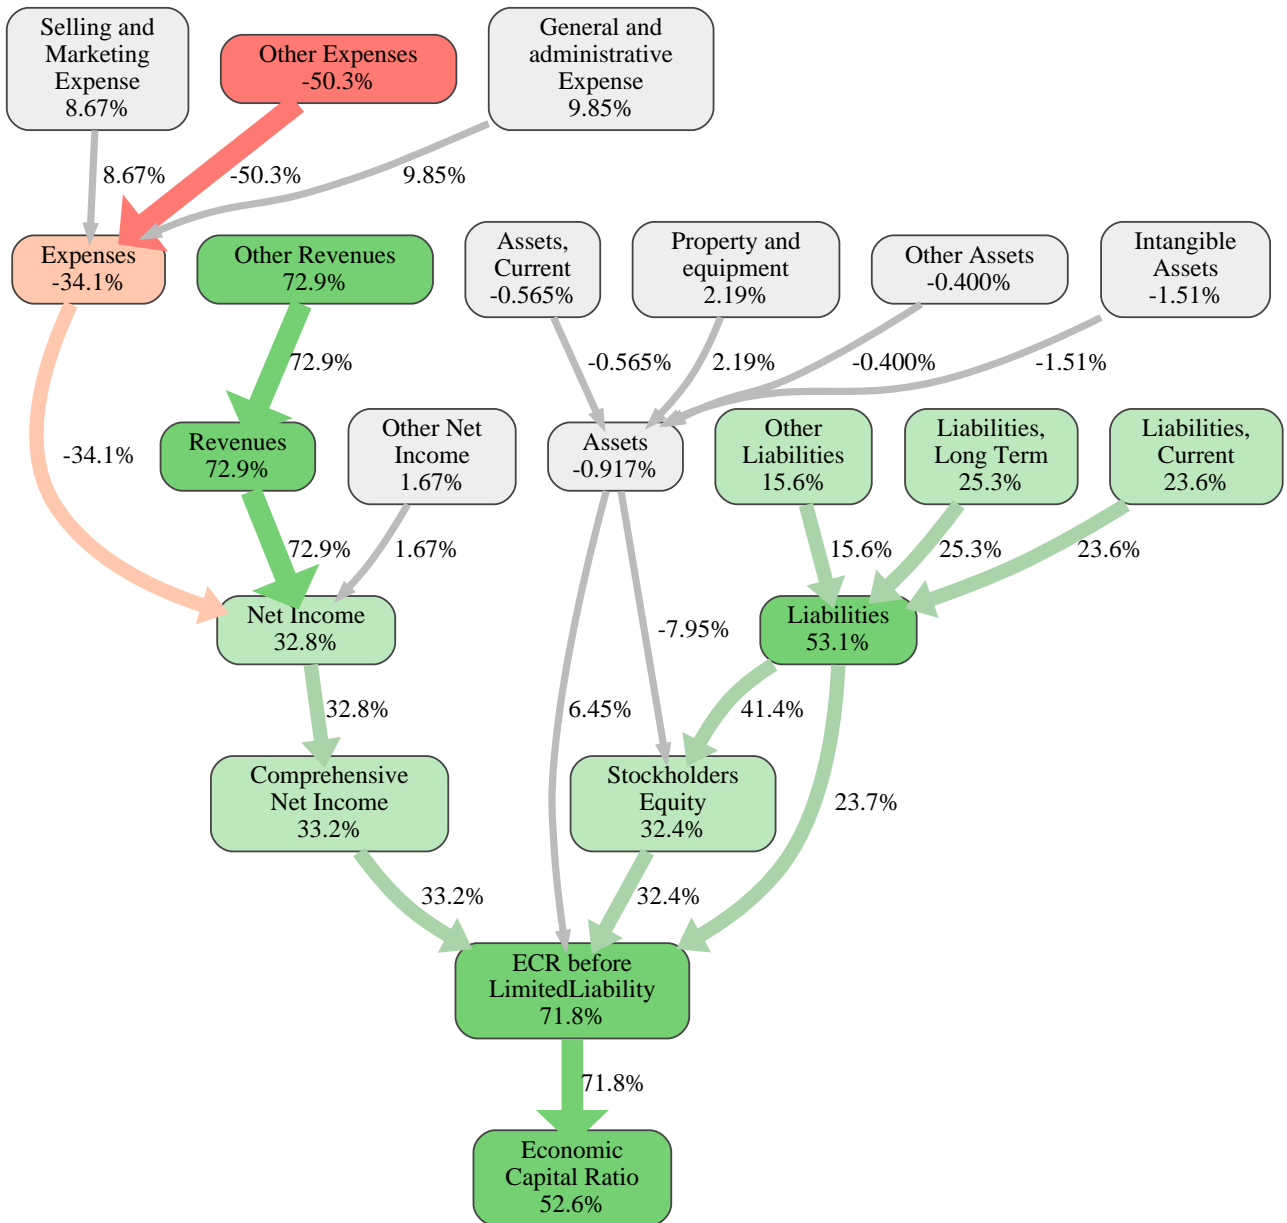 Selling and
Marketing
Expense
8.67%
Other Expenses
-50.3%
General and
administrative
Expense
9.85%
8.67%
-50.3%
9.85%
Expenses
-34.1%
Other Revenues
72.9%
Assets,
Current
-0.565%
Property and
equipment
2.19%
Other Assets
-0.400%
Intangible
Assets
-1.51%
72.9%
-0.565%
2.19%
-0.400%
-1.51%
Revenues
72.9%
Other Net
Income
1.67%
Assets
-0.917%
Other
Liabilities
15.6%
Liabilities,
Long Term
25.3%
Liabilities,
Current
23.6%
-34.1%
72.9%
1.67%
15.6%
25.3%
23.6%
Net Income
32.8%
Liabilities
53.1%
-7.95%
32.8%
6.45%
41.4%
Comprehensive
Net Income
33.2%
Stockholders
Equity
32.4%
23.7%
33.2%
32.4%
ECR before
LimitedLiability
71.8%
71.8%
Economic
Capital Ratio
52.6%